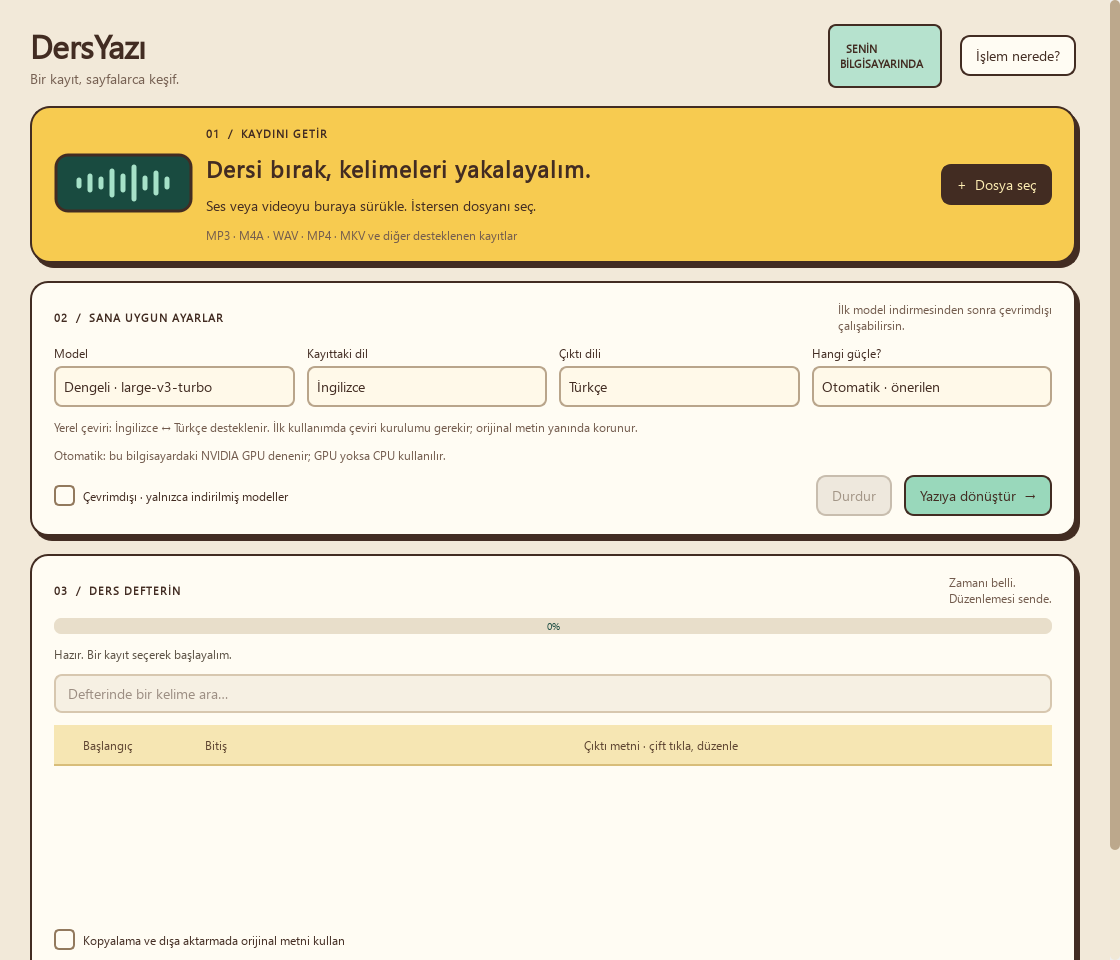 DersYazı
Bir kayıt, sayfalarca keşif.
SENİN
BİLGİSAYARINDA
İşlem nerede?
01 / KAYDINI GETİR
Dersi bırak, kelimeleri yakalayalım.
Ses veya videoyu buraya sürükle. İstersen dosyanı seç.
MP3 · M4A · WAV · MP4 · MKV ve diğer desteklenen kayıtlar
+ Dosya seç
02 / SANA UYGUN AYARLAR
İlk model indirmesinden sonra çevrimdışı
çalışabilirsin.
Model
Kayıttaki dil
Çıktı dili
Hangi güçle?
Dengeli · large-v3-turbo
İngilizce
Türkçe
Otomatik · önerilen
Yerel çeviri: İngilizce ↔ Türkçe desteklenir. İlk kullanımda çeviri kurulumu gerekir; orijinal metin yanında korunur.
Otomatik: bu bilgisayardaki NVIDIA GPU denenir; GPU yoksa CPU kullanılır.
Çevrimdışı · yalnızca indirilmiş modeller
Durdur
Yazıya dönüştür →
03 / DERS DEFTERİN
Zamanı belli.
Düzenlemesi sende.
0%
Hazır. Bir kayıt seçerek başlayalım.
Defterinde bir kelime ara...
Başlangıç
Bitiş
Çıktı metni · çift tıkla, düzenle
Kopyalama ve dışa aktarmada orijinal metni kullan